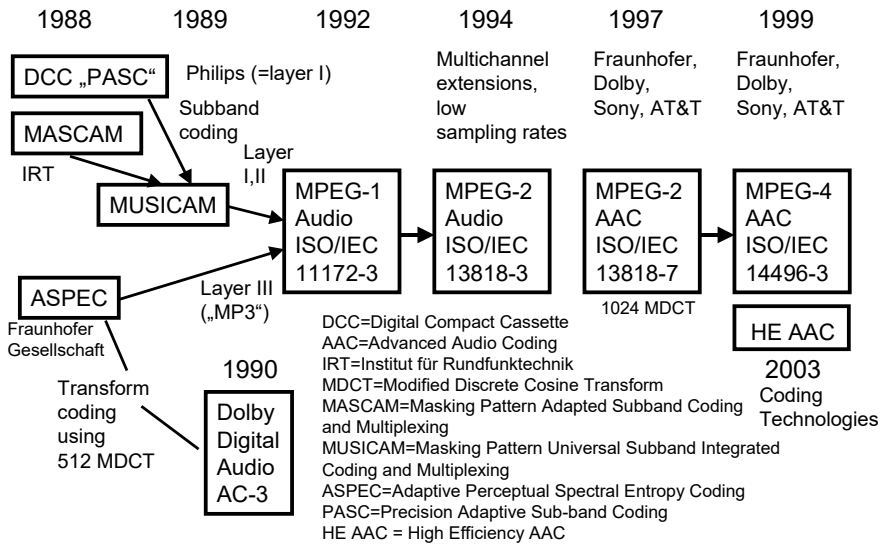 1988
1989
1992
1994
1997
1999
DCC „PASC“
Philips (=layer I)
Subband
coding
MASCAM
IRT
MUSICAM
Layer
I,II
Multichannel
extensions,
low
sampling rates
Fraunhofer,
Dolby,
Sony, AT&T
Fraunhofer,
Dolby,
Sony, AT&T
MPEG-1
Audio
ISO/IEC
11172-3
MPEG-2
Audio
ISO/IEC
13818-3
MPEG-2
AAC
ISO/IEC
13818-7
MPEG-4
AAC
ISO/IEC
14496-3
ASPEC
Fraunhofer
Gesellschaft
Layer III
(„MP3“)
1024 MDCT
HE AAC
2003
Coding
Technologies
Transform
coding
using
512 MDCT
1990
Dolby
Digital
Audio
AC-3
DCC=Digital Compact Cassette
AAC=Advanced Audio Coding
IRT=Institut für Rundfunktechnik
MDCT=Modified Discrete Cosine Transform
MASCAM=Masking Pattern Adapted Subband Coding
and Multiplexing
MUSICAM=Masking Pattern Universal Subband Integrated
Coding and Multiplexing
ASPEC=Adaptive Perceptual Spectral Entropy Coding
PASC=Precision Adaptive Sub-band Coding
HE AAC = High Efficiency AAC